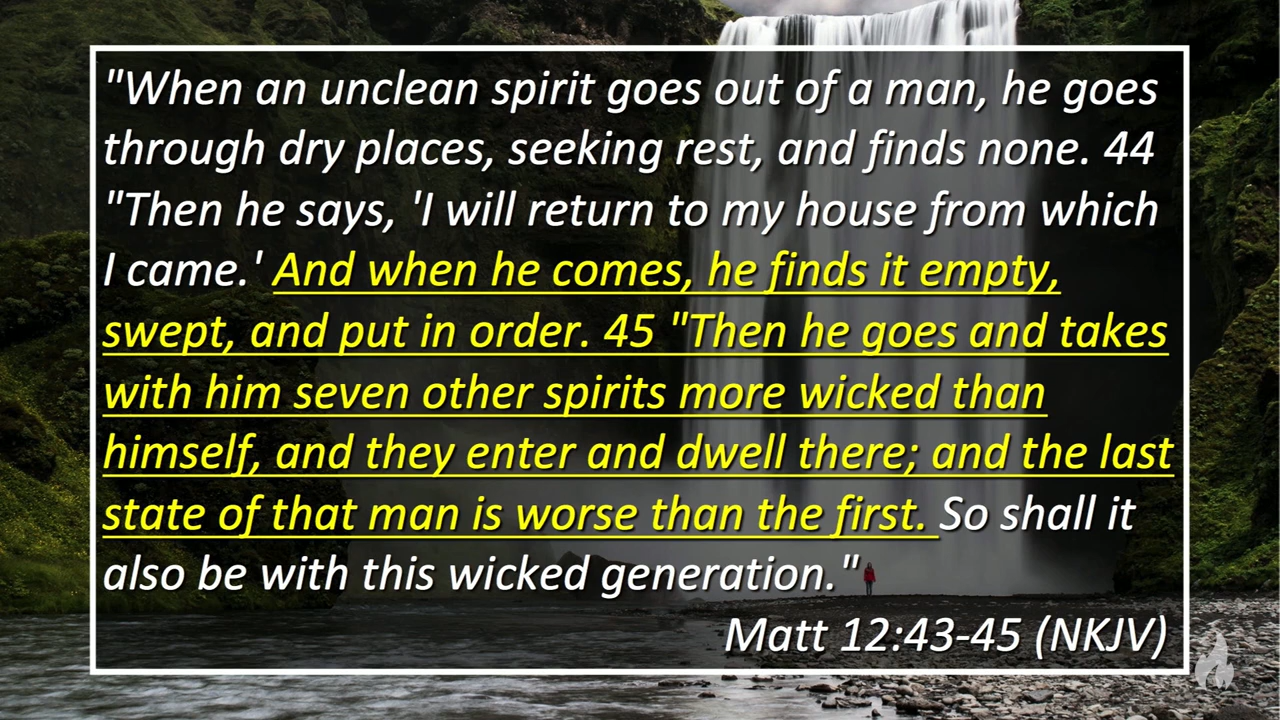 "When an unclean spirit goes out of a man, he goes
through dry places, seeking rest, and finds none. 44
"Then he says, 'I will return to my house from which
I came.' And when he comes, he finds it empty,
swept, and put in order. 45 "Then he goes and takes
with him seven other spirits more wicked than
himself, and they enter and dwell there; and the last
state of that man is worse than the first. So shall it
also be with this wicked generation."
Matt 12:43-45 (NKJV)